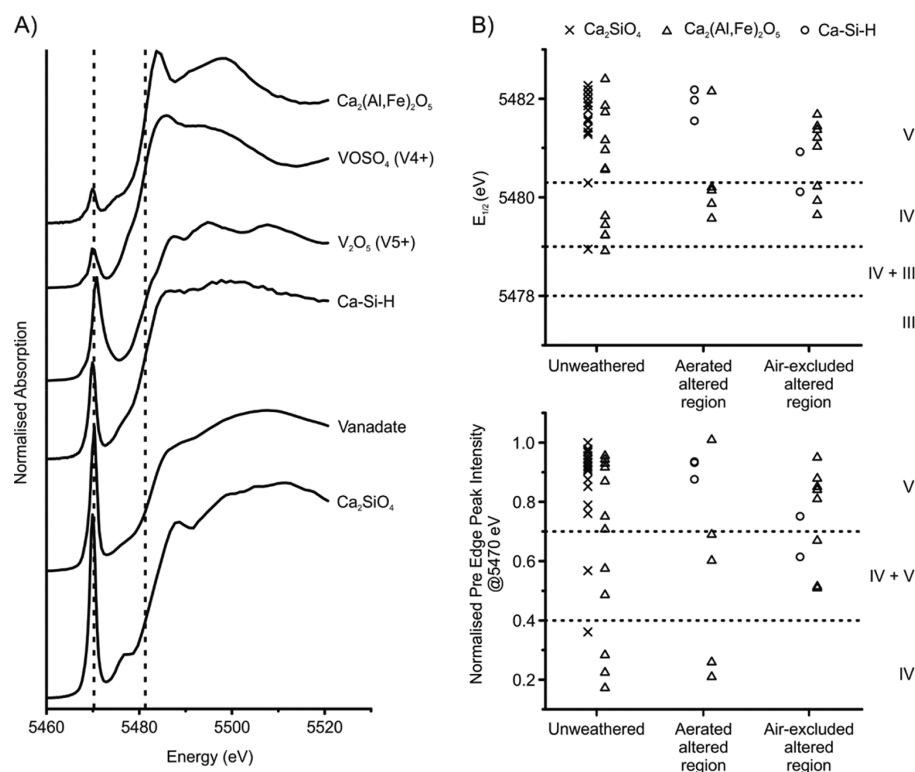 A)
Ca₂(Al,Fe)₂O₅
VOSO₄ (V4+)
V₂O₅ (V5+)
Ca-Si-H
Vanadate
Ca₂SiO₄
Normalised Absorption
5460 5480 5500 5520
Energy (eV)
B)
× Ca₂SiO₄ △ Ca₂(Al,Fe)₂O₅ ○ Ca-Si-H
E₁/₂ (eV)
5482
5480
5478
V
IV
IV + III
III
Unweathered
Aerated
altered
region
Air-excluded
altered
region
Normalised Pre Edge Peak Intensity
@5470 eV
1.0
0.8
0.6
0.4
0.2
V
IV + V
IV
Unweathered
Aerated
altered
region
Air-excluded
altered
region